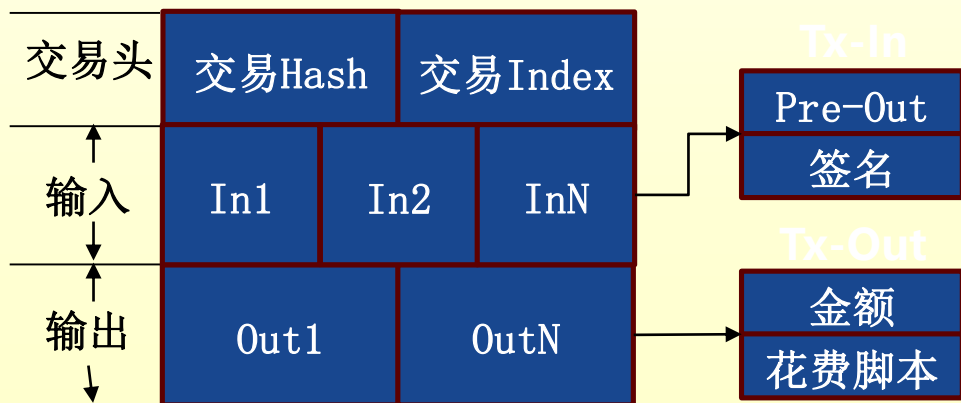 交易头
交易Hash
交易Index
输入
In1
In2
InN
输出
Out1
OutN
Tx-In
Pre-Out
签名
Tx-Out
金额
花费脚本